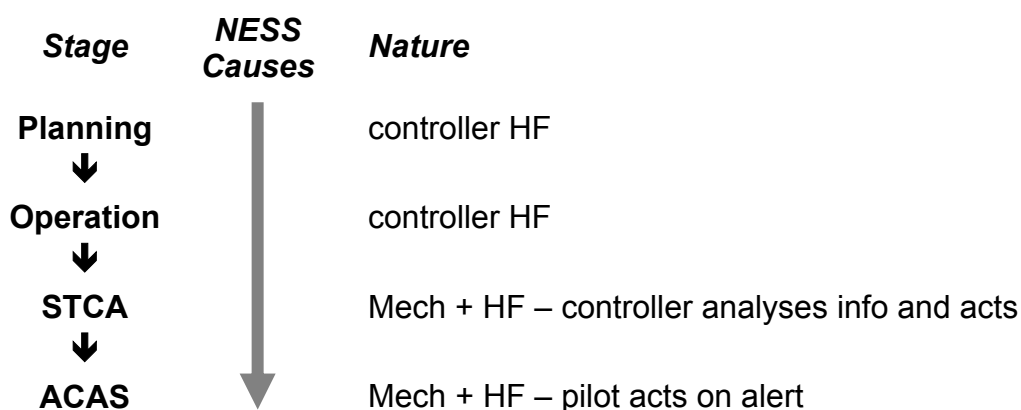 Stage NESS Causes Nature
Planning controller HF
Operation controller HF
STCA Mech + HF – controller analyses info and acts
ACAS Mech + HF – pilot acts on alert